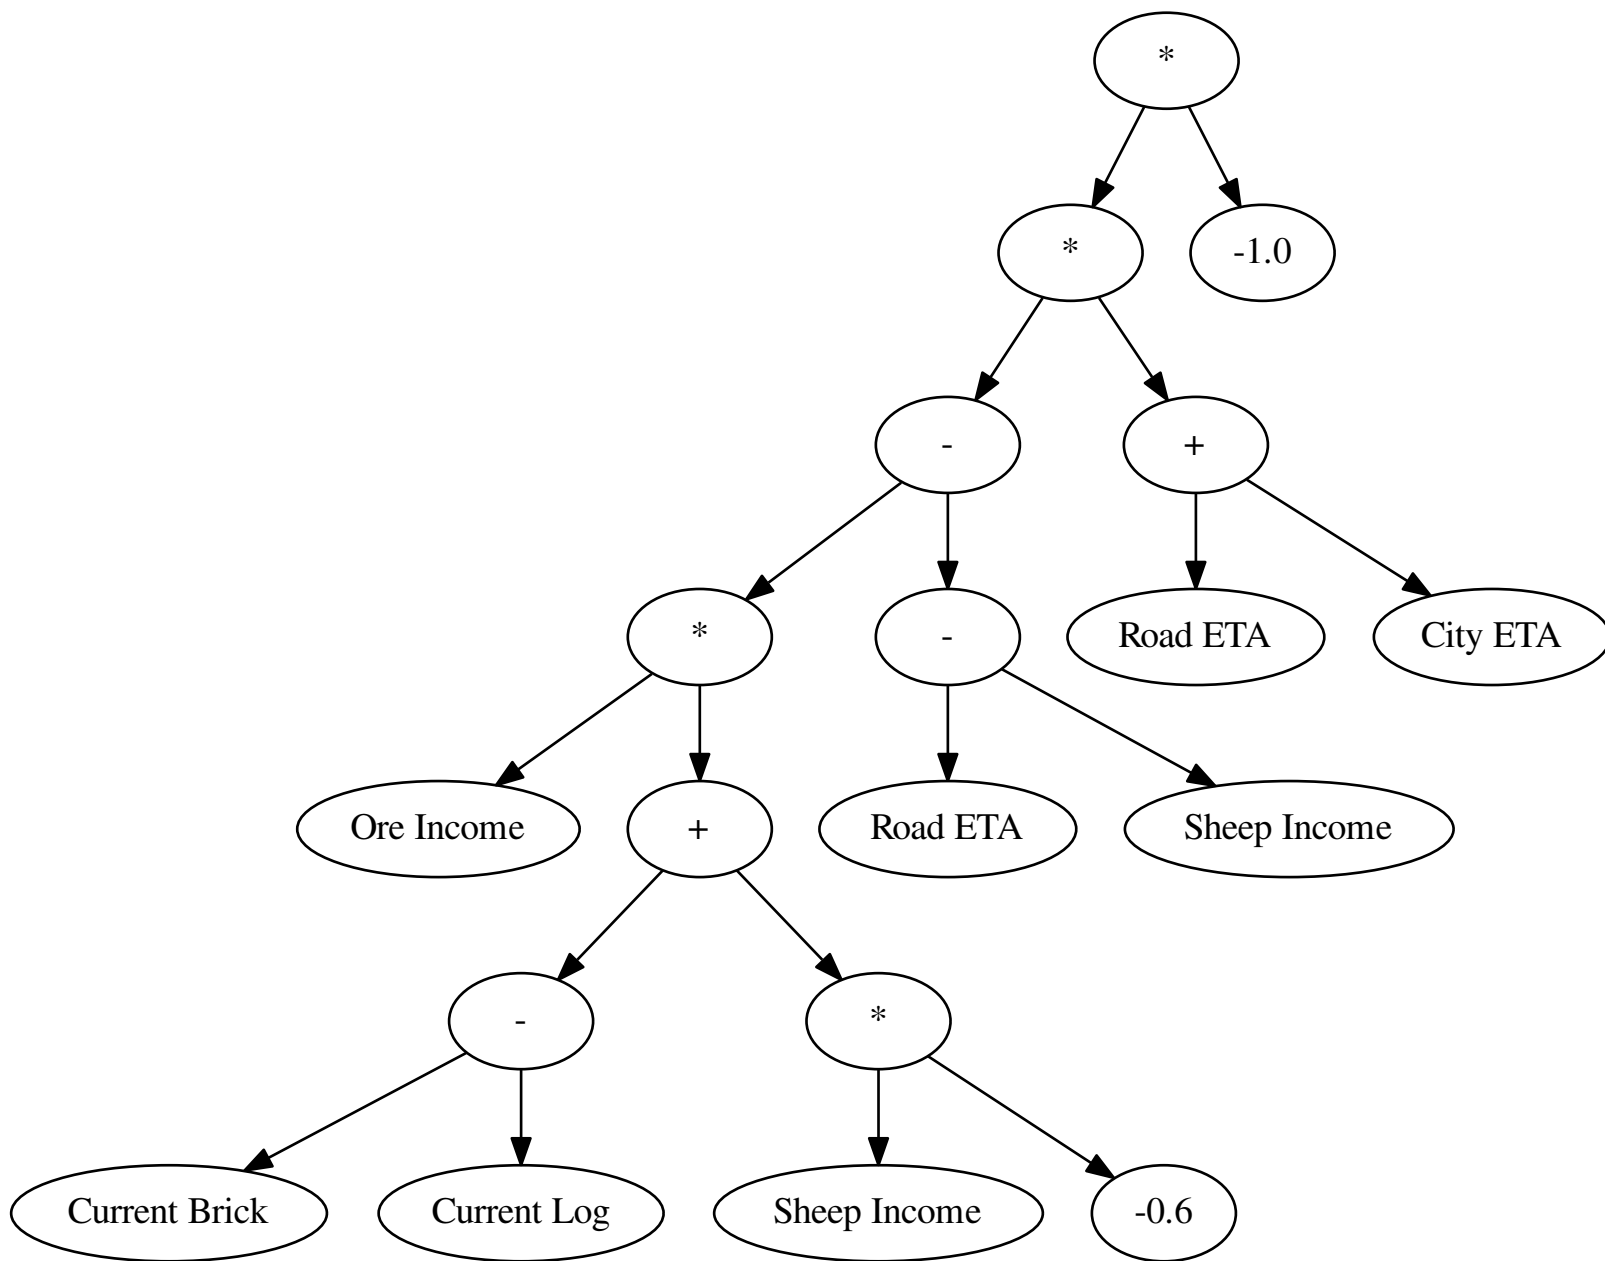 *
* -1.0
- +
* - Road ETA City ETA
Ore Income + Road ETA Sheep Income
- *
Current Brick Current Log Sheep Income -0.6